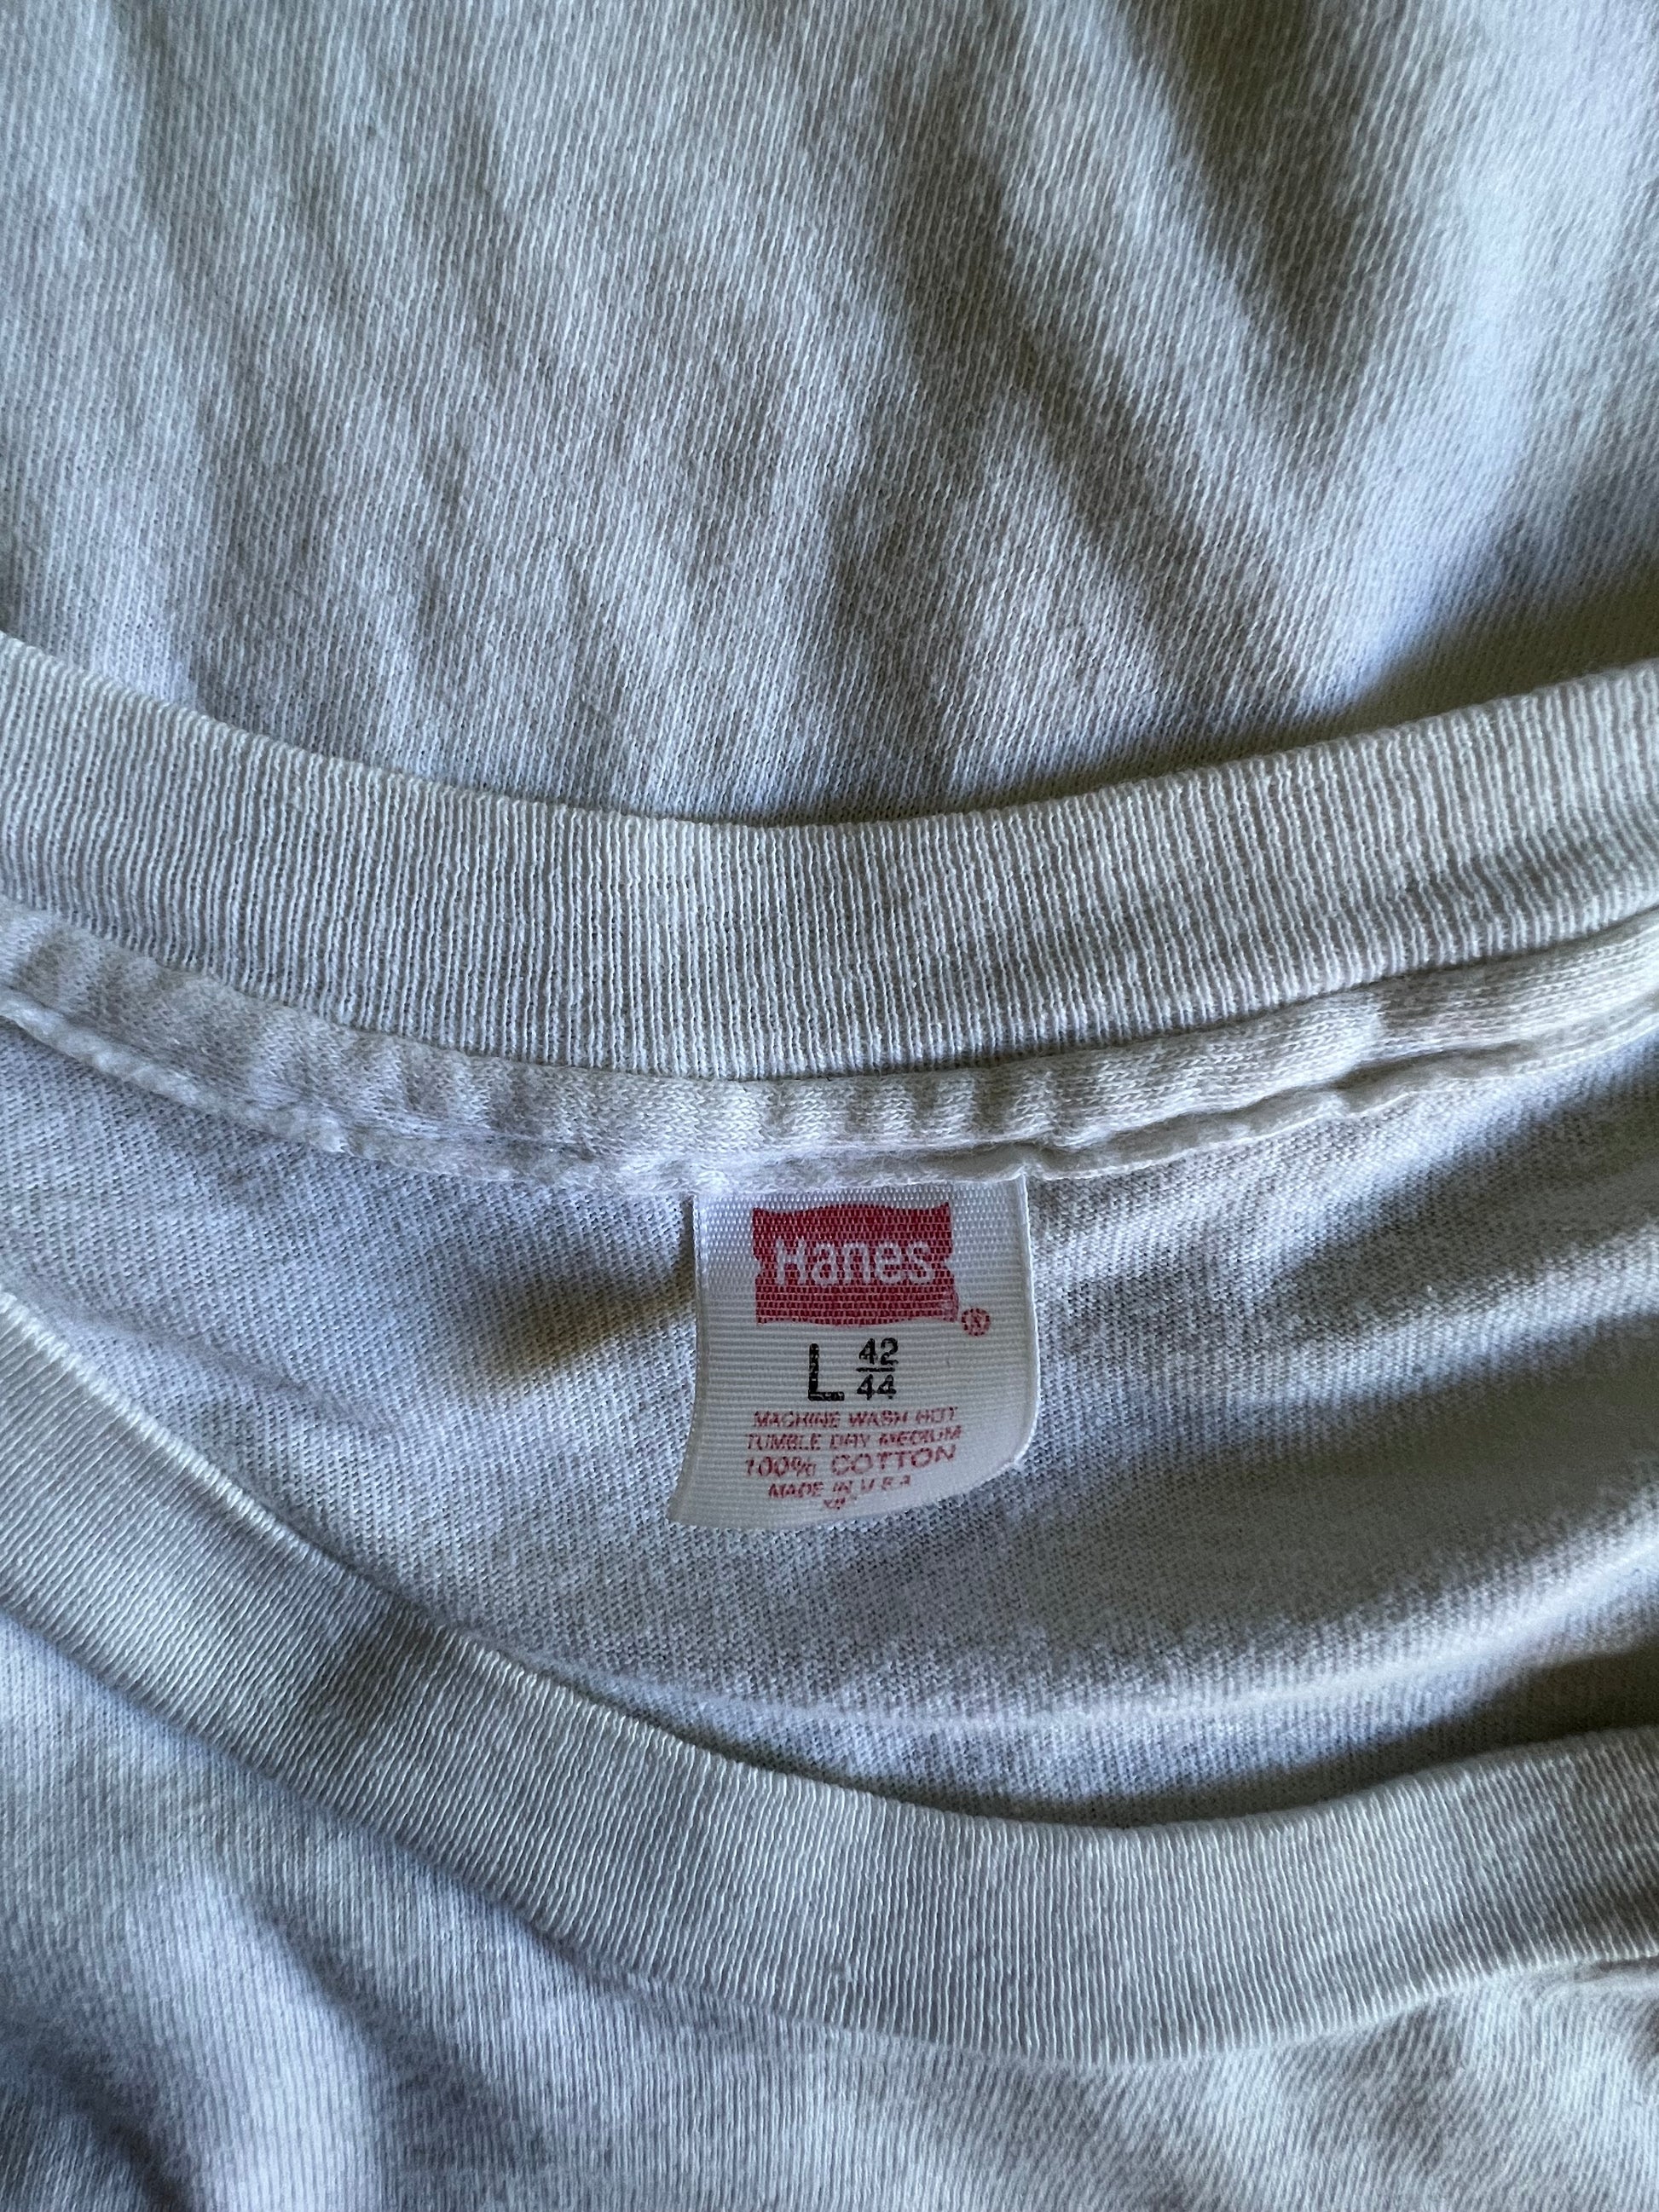 Hanes®
L 42/44
MACHINE WASH HOT
TUMBLE DRY MEDIUM
100% COTTON
MADE IN U.S.A